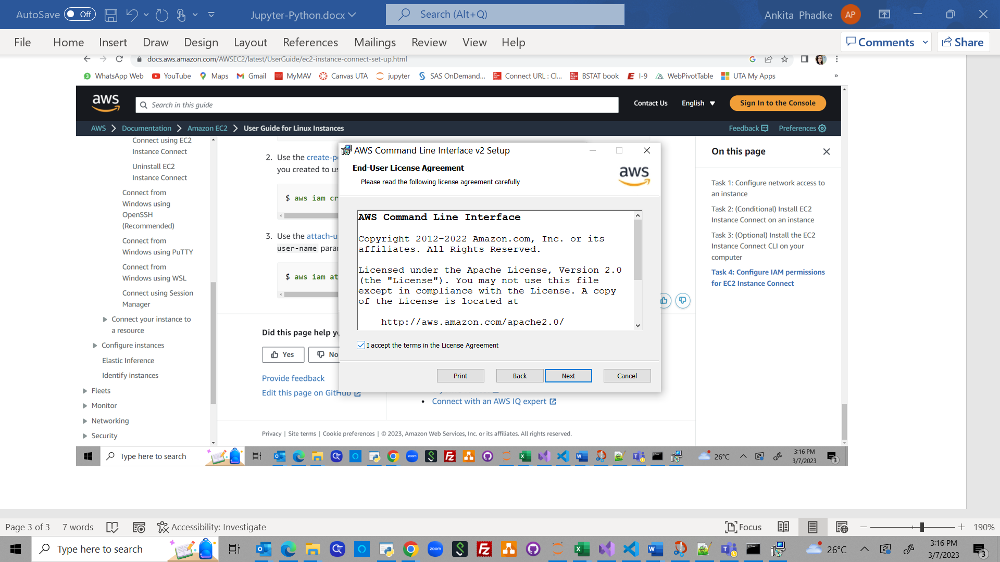 AutoSave Off
Jupyter-Python.docx
Search (Alt+Q)
Ankita Phadke AP
File Home Insert Draw Design Layout References Mailings Review View Help
Comments Share
docs.aws.amazon.com/AWSEC2/latest/UserGuide/ec2-instance-connect-set-up.html
WhatsApp Web YouTube Maps Gmail MyMAV Canvas UTA jupyter SAS OnDemand... Connect URL : Cl... BSTAT book I-9 WebPivotTable UTA My Apps »
aws
Search in this guide
Contact Us English Sign In to the Console
AWS Documentation Amazon EC2 User Guide for Linux Instances
Feedback Preferences
Connect using EC2
Instance Connect
Uninstall EC2
Instance Connect
Connect from
Windows using
OpenSSH
(Recommended)
Connect from
Windows using PuTTY
Connect from
Windows using WSL
Connect using Session
Manager
Connect your instance to
a resource
Configure instances
Elastic Inference
Identify instances
Fleets
Monitor
Networking
Security
2. Use the create-p
you created to us
$ aws iam cr
3. Use the attach-u
user-name para
$ aws iam at
Did this page help y
Yes No
Provide feedback
Edit this page on GitHub
• Connect with an AWS IQ expert
Privacy | Site terms | Cookie preferences | © 2023, Amazon Web Services, Inc. or its affiliates. All rights reserved.
AWS Command Line Interface v2 Setup
End-User License Agreement
Please read the following license agreement carefully
aws
AWS Command Line Interface
Copyright 2012-2022 Amazon.com, Inc. or its
affiliates. All Rights Reserved.
Licensed under the Apache License, Version 2.0
(the "License"). You may not use this file
except in compliance with the License. A copy
of the License is located at
http://aws.amazon.com/apache2.0/
I accept the terms in the License Agreement
Print Back Next Cancel
On this page
Task 1: Configure network access to
an instance
Task 2: (Conditional) Install EC2
Instance Connect on an instance
Task 3: (Optional) Install the EC2
Instance Connect CLI on your
computer
Task 4: Configure IAM permissions
for EC2 Instance Connect
Type here to search
26°C
3:16 PM
3/7/2023
3
Page 3 of 3 7 words Accessibility: Investigate
Focus
190%
Type here to search
zoom
26°C
3:16 PM
3/7/2023
3